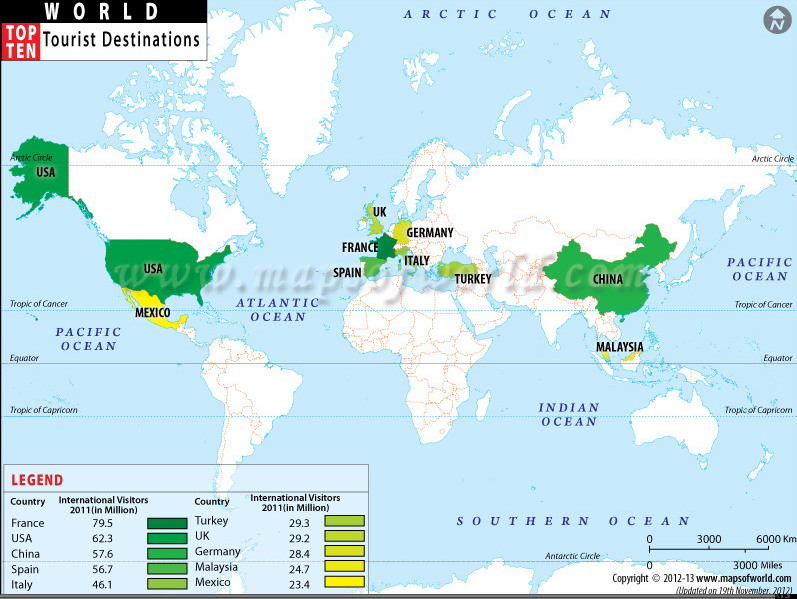 WORLD
TOP TEN Tourist Destinations
ARCTIC OCEAN
N
Arctic Circle
Arctic Circle
USA
UK
GERMANY
FRANCE
ITALY
SPAIN
TURKEY
USA
CHINA
www.mapsofworld.com
PACIFIC OCEAN
Tropic of Cancer
Tropic of Cancer
ATLANTIC OCEAN
MEXICO
PACIFIC OCEAN
MALAYSIA
Equator
Equator
Tropic of Capricorn
Tropic of Capricorn
INDIAN OCEAN
LEGEND
Country International Visitors 2011(in Million) Country International Visitors 2011(in Million)
France 79.5 Turkey 29.3
USA 62.3 UK 29.2
China 57.6 Germany 28.4
Spain 56.7 Malaysia 24.7
Italy 46.1 Mexico 23.4
SOUTHERN OCEAN
0 3000 6000 Km
0 3000 Miles
Antarctic Circle
Copyright © 2012-13 www.mapsofworld.com
(Updated on 19th November, 2012)